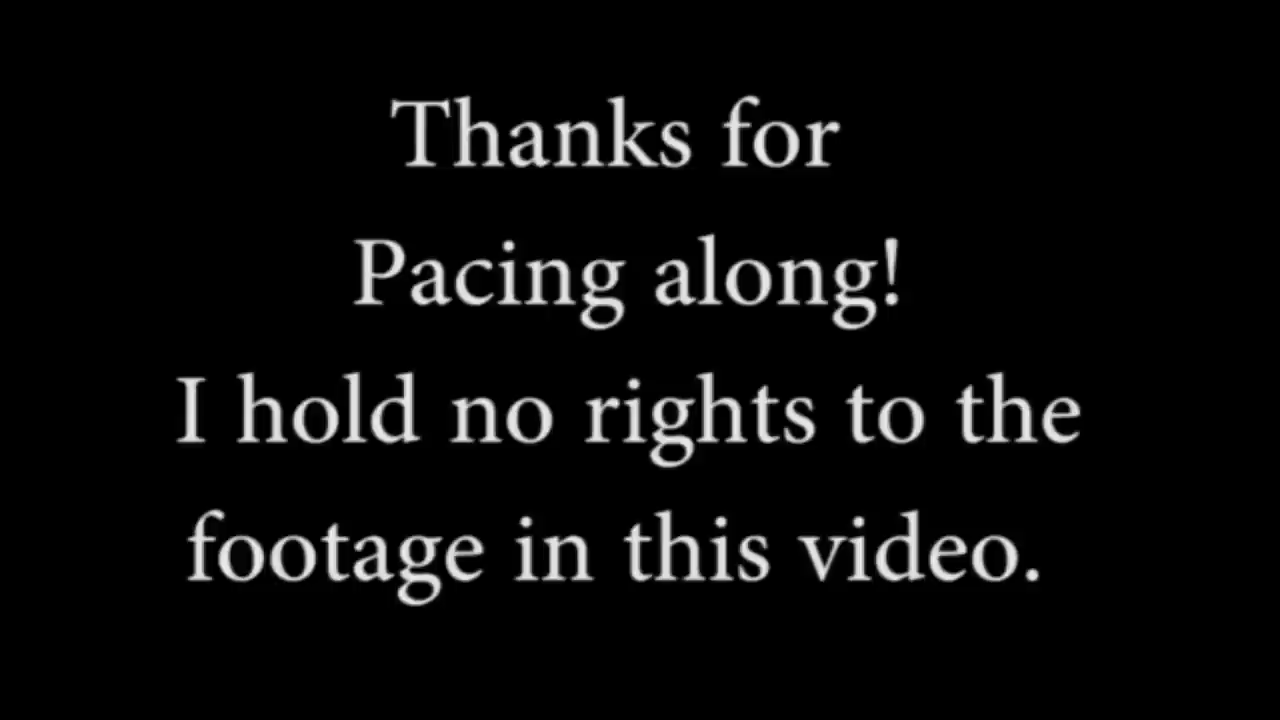 Thanks for
Pacing along!
I hold no rights to the
footage in this video.